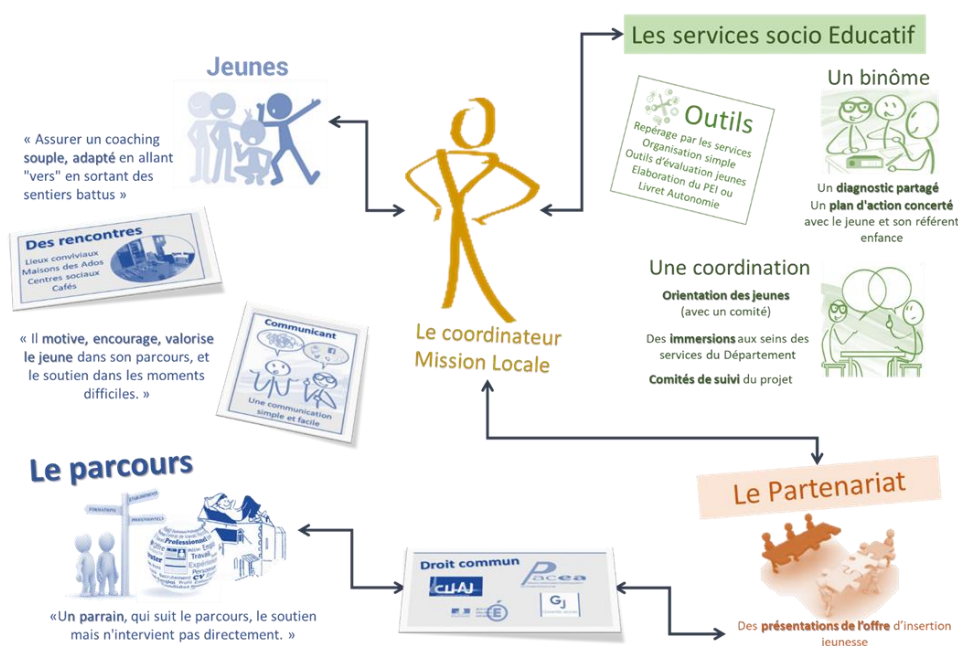 Jeunes
« Assurer un coaching
souple, adapté en allant
"vers" en sortant des
sentiers battus »
Des rencontres
Lieux conviviaux
Maisons des Ados
Centres sociaux
Cafés
« Il motive, encourage, valorise
le jeune dans son parcours, et
le soutien dans les moments
difficiles. »
Communicant
Une communication
simple et facile
Le coordinateur
Mission Locale
Les services socio Educatif
Outils
Repérage par les services
Organisation simple
Outils d'évaluation jeunes
Elaboration du PEI ou
Livret Autonomie
Un binôme
Un diagnostic partagé
Un plan d'action concerté
avec le jeune et son référent
enfance
Une coordination
Orientation des jeunes
(avec un comité)
Des immersions aux seins des
services du Département
Comités de suivi du projet
Le parcours
Professionnel
Travail
CV
«Un parrain, qui suit le parcours, le soutien
mais n'intervient pas directement. »
Droit commun
Pacea
GJ
Le Partenariat
Des présentations de l'offre d'insertion
jeunesse